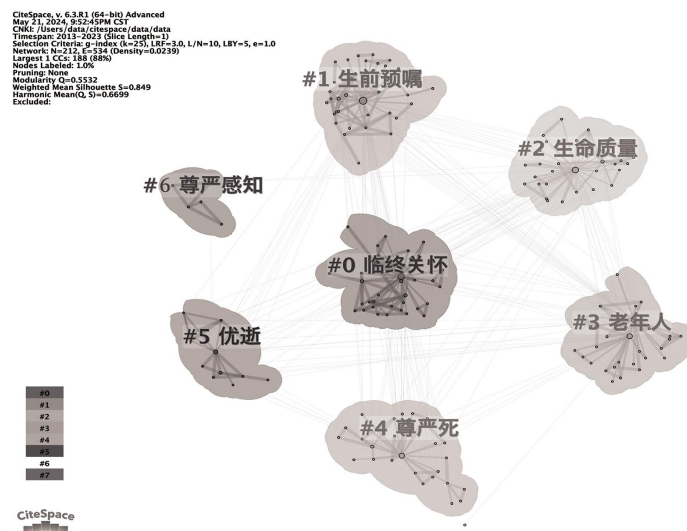 CiteSpace, v. 6.3.R1 (64-bit) Advanced
May 21, 2024, 9:52:45PM CST
CNKI: /Users/data/citespace/data/data
Timespan: 2013-2023 (Slice Length=1)
Selection Criteria: g-index (k=25), LRF=3.0, L/N=10, LBY=5, e=1.0
Network: N=212, E=534 (Density=0.0239)
Largest 1 CCs: 188 (88%)
Nodes Labeled: 1.0%
Pruning: None
Modularity Q=0.5532
Weighted Mean Silhouette S=0.849
Harmonic Mean(Q, S)=0.6699
Excluded:
#1 生前预嘱
#2 生命质量
#6 尊严感知
#0 临终关怀
#5 优逝
#3 老年人
#4 尊严死
#0
#1
#2
#3
#4
#5
#6
#7
CiteSpace